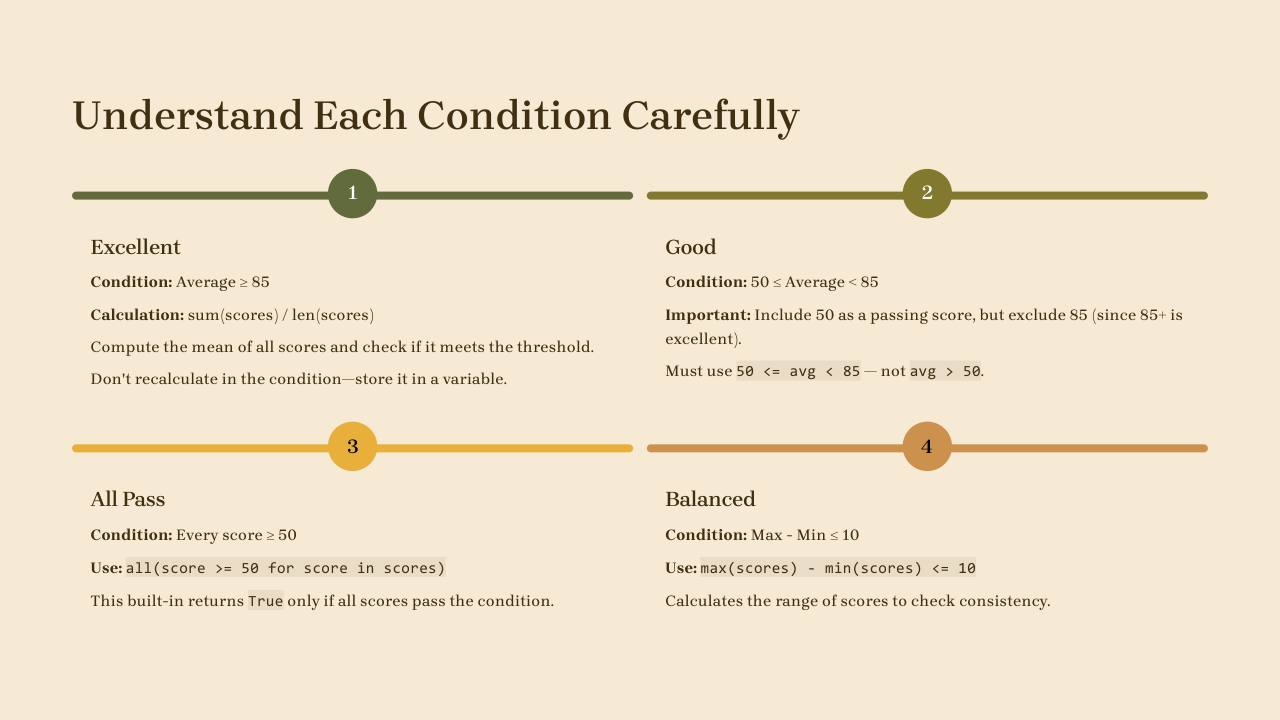 Understand Each Condition Carefully
1
Excellent
Condition: Average ≥ 85
Calculation: sum(scores) / len(scores)
Compute the mean of all scores and check if it meets the threshold.
Don't recalculate in the condition—store it in a variable.
2
Good
Condition: 50 ≤ Average < 85
Important: Include 50 as a passing score, but exclude 85 (since 85+ is
excellent).
Must use 50 <= avg < 85 — not avg > 50.
3
All Pass
Condition: Every score ≥ 50
Use: all(score >= 50 for score in scores)
This built-in returns True only if all scores pass the condition.
4
Balanced
Condition: Max - Min ≤ 10
Use: max(scores) - min(scores) <= 10
Calculates the range of scores to check consistency.